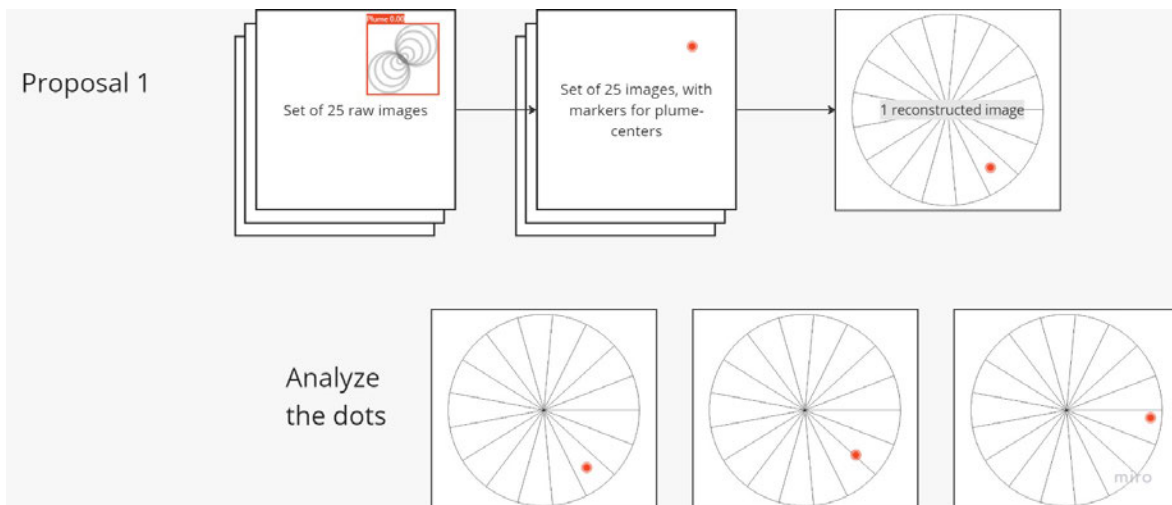 Plume 0.00
Proposal 1
Set of 25 raw images
Set of 25 images, with
markers for plume-
centers
1 reconstructed image
Analyze
the dots
miro